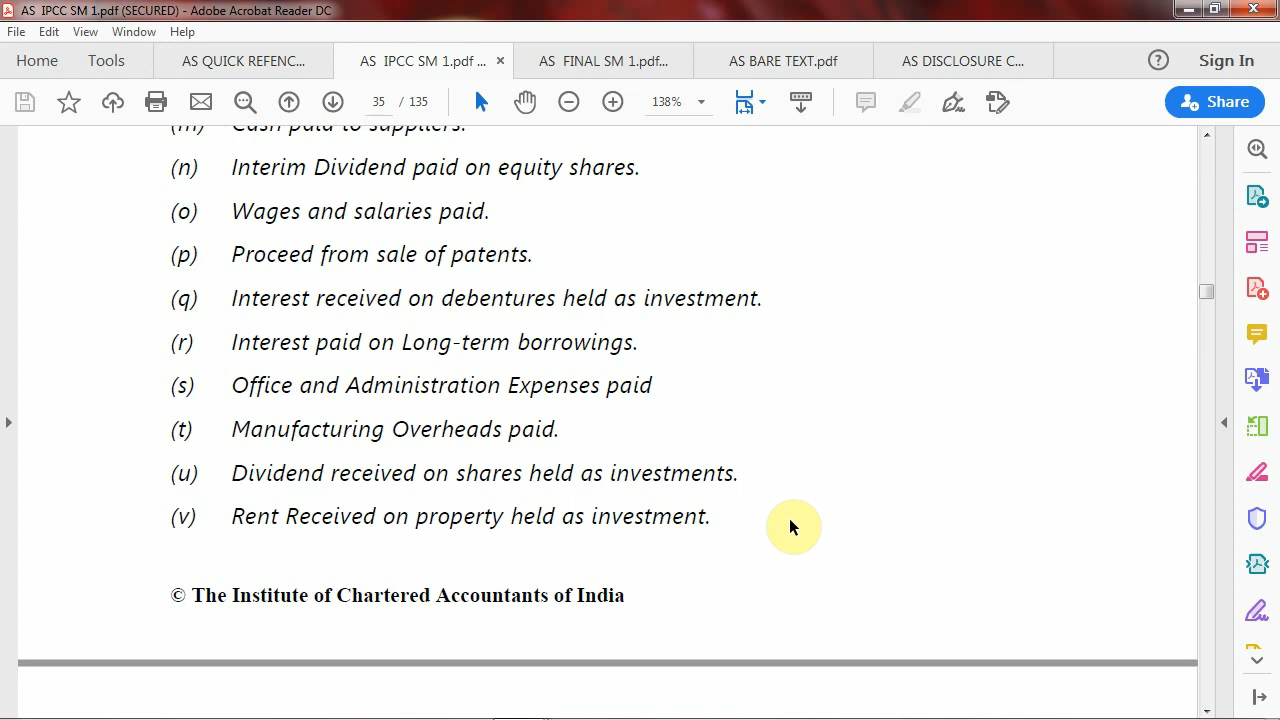 AS IPCC SM 1.pdf (SECURED) - Adobe Acrobat Reader DC
File Edit View Window Help
Home Tools AS QUICK REFENC... AS IPCC SM 1.pdf ... × AS FINAL SM 1.pdf... AS BARE TEXT.pdf AS DISCLOSURE C... Sign In
35 / 135 138% Share
(m) Cash paid to suppliers.
(n) Interim Dividend paid on equity shares.
(o) Wages and salaries paid.
(p) Proceed from sale of patents.
(q) Interest received on debentures held as investment.
(r) Interest paid on Long-term borrowings.
(s) Office and Administration Expenses paid
(t) Manufacturing Overheads paid.
(u) Dividend received on shares held as investments.
(v) Rent Received on property held as investment.
© The Institute of Chartered Accountants of India